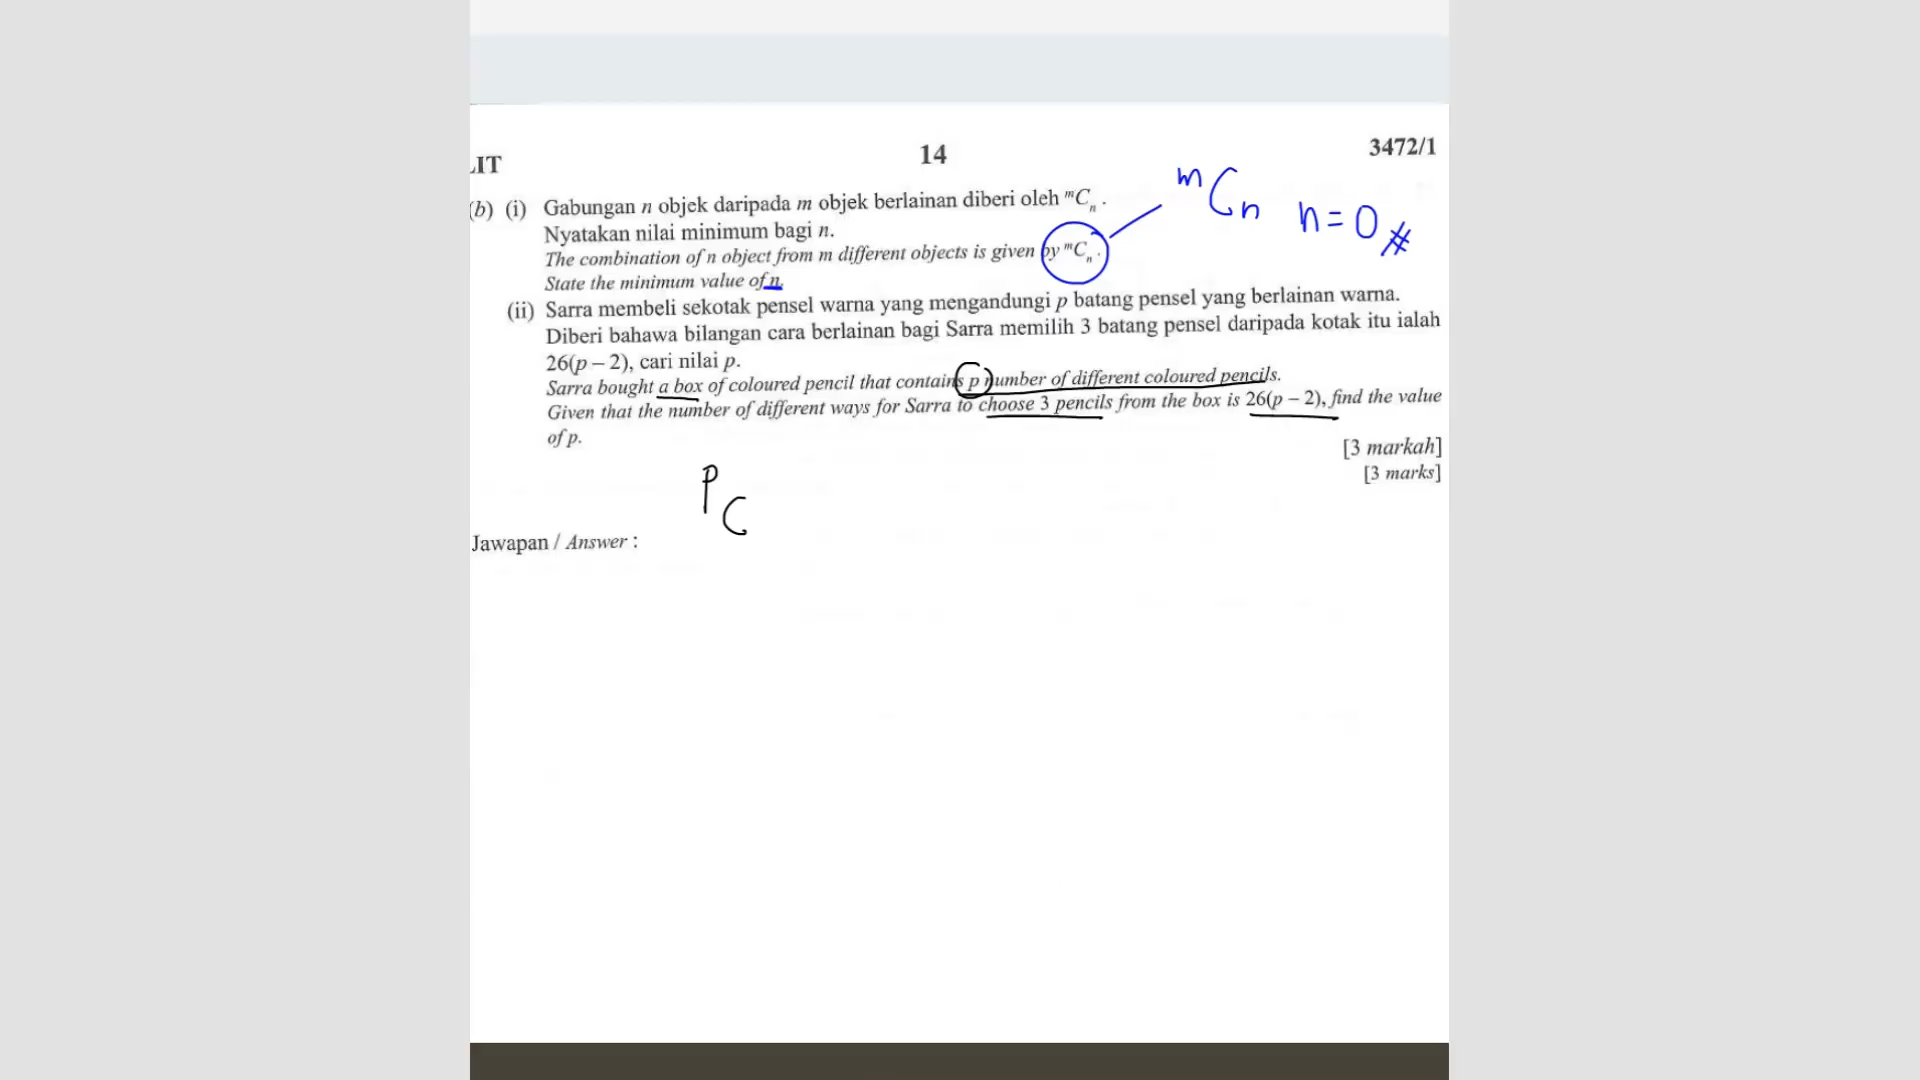 .IT
14
3472/1
(b) (i) Gabungan n objek daripada m objek berlainan diberi oleh ᵐCₙ .
Nyatakan nilai minimum bagi n.
The combination of n object from m different objects is given by ᵐCₙ .
State the minimum value of n.
ᵐCₙ n = 0 #
(ii) Sarra membeli sekotak pensel warna yang mengandungi p batang pensel yang berlainan warna.
Diberi bahawa bilangan cara berlainan bagi Sarra memilih 3 batang pensel daripada kotak itu ialah
26(p – 2), cari nilai p.
Sarra bought a box of coloured pencil that contains p number of different coloured pencils.
Given that the number of different ways for Sarra to choose 3 pencils from the box is 26(p – 2), find the value
of p.
[3 markah]
[3 marks]
P C
Jawapan / Answer :